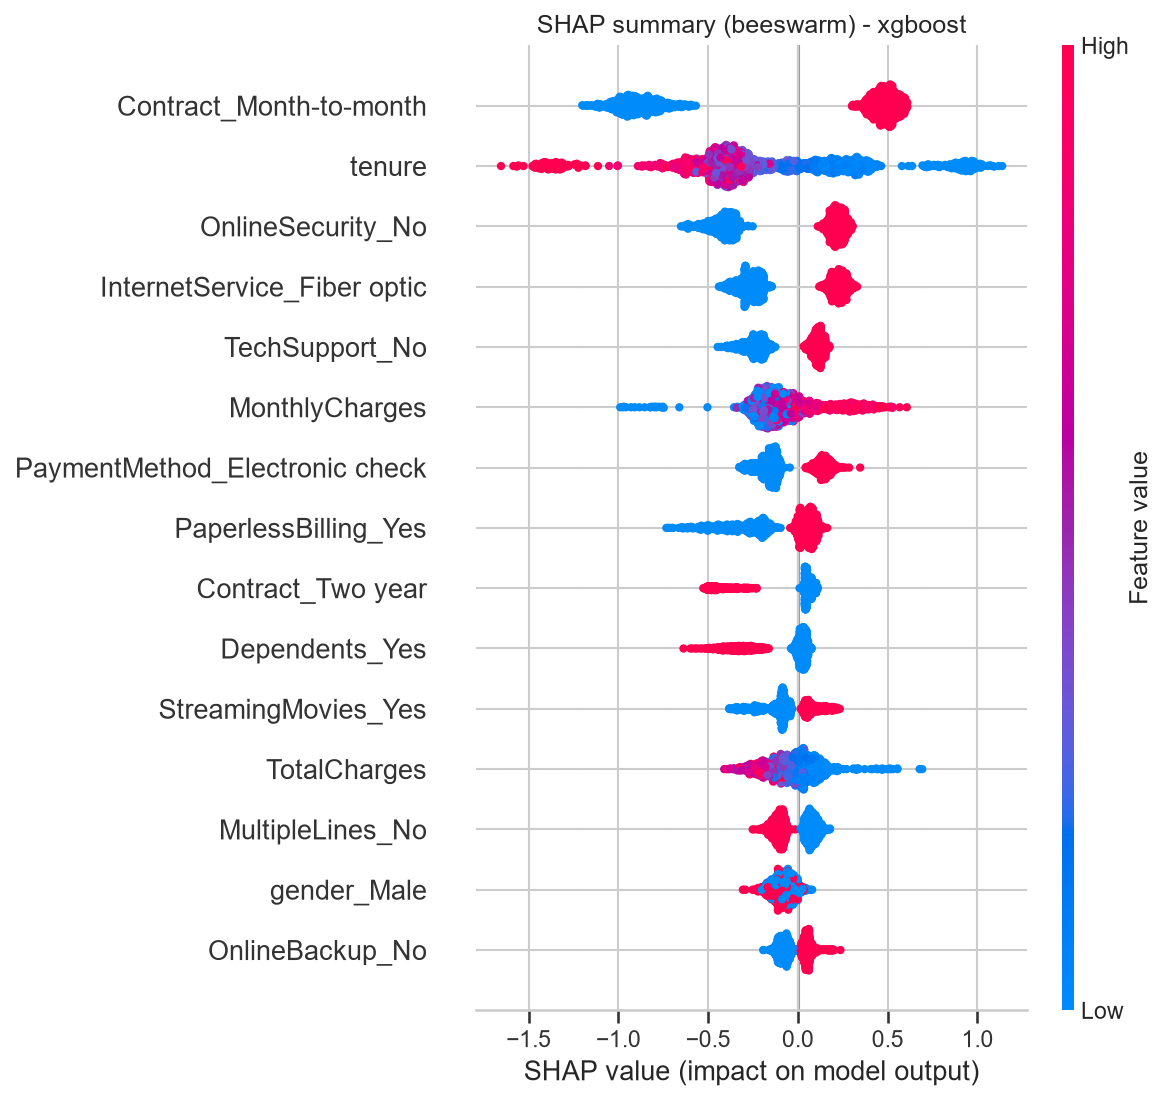 SHAP summary (beeswarm) - xgboost
High
Contract_Month-to-month
tenure
OnlineSecurity_No
InternetService_Fiber optic
TechSupport_No
MonthlyCharges
PaymentMethod_Electronic check
PaperlessBilling_Yes
Contract_Two year
Dependents_Yes
StreamingMovies_Yes
TotalCharges
MultipleLines_No
gender_Male
OnlineBackup_No
Feature value
Low
−1.5 −1.0 −0.5 0.0 0.5 1.0
SHAP value (impact on model output)